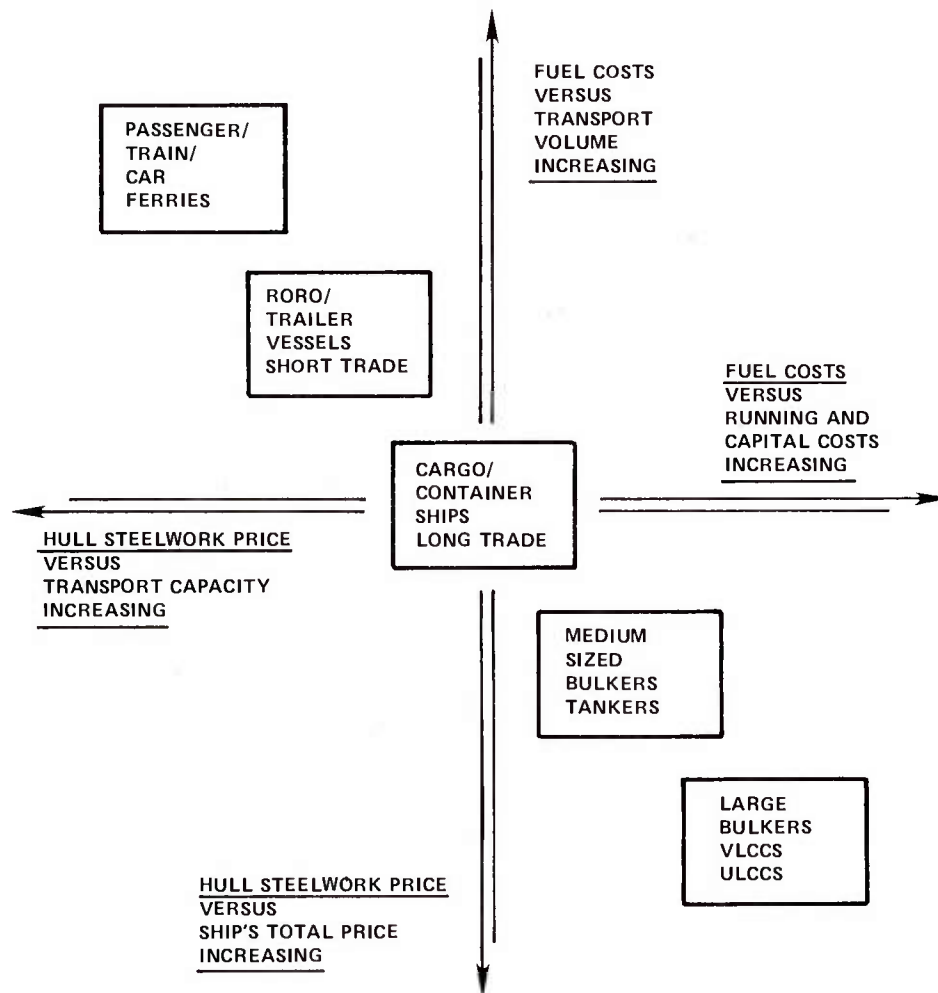 FUEL COSTS
VERSUS
TRANSPORT
VOLUME
INCREASING
PASSENGER/
TRAIN/
CAR
FERRIES
RORO/
TRAILER
VESSELS
SHORT TRADE
FUEL COSTS
VERSUS
RUNNING AND
CAPITAL COSTS
INCREASING
CARGO/
CONTAINER
SHIPS
LONG TRADE
HULL STEELWORK PRICE
VERSUS
TRANSPORT CAPACITY
INCREASING
MEDIUM
SIZED
BULKERS
TANKERS
LARGE
BULKERS
VLCCS
ULCCS
HULL STEELWORK PRICE
VERSUS
SHIP'S TOTAL PRICE
INCREASING